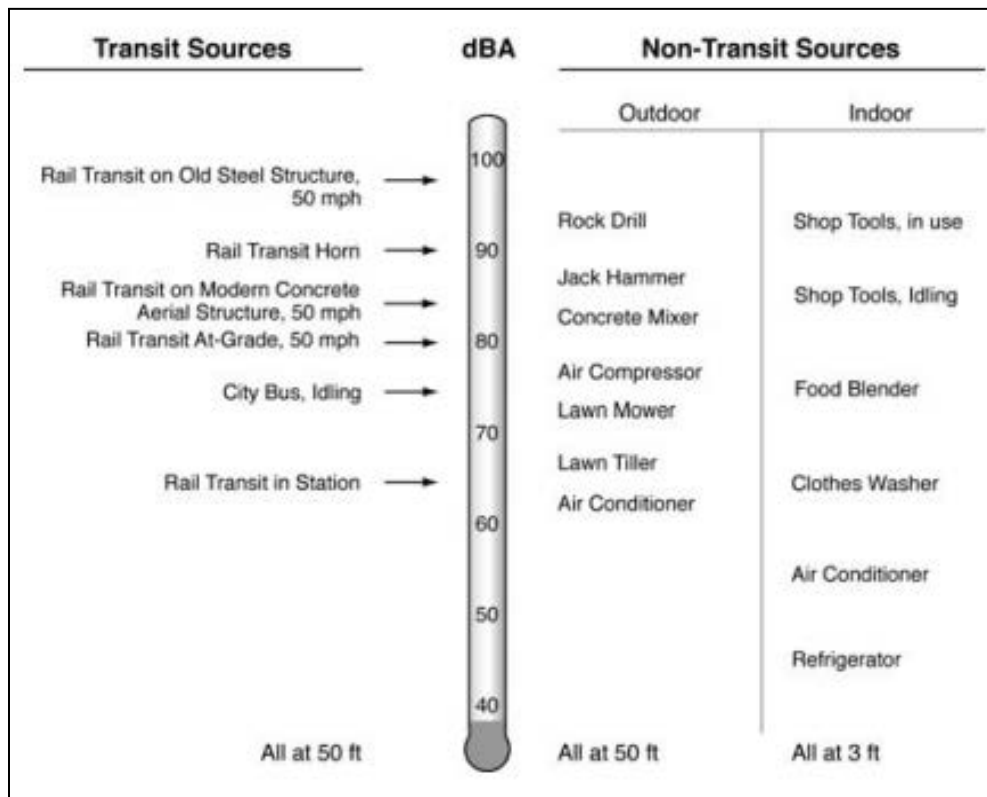 Transit Sources
dBA
Non-Transit Sources
Outdoor
Indoor
100
Rail Transit on Old Steel Structure,
50 mph
Rock Drill
Shop Tools, in use
Rail Transit Horn
90
Jack Hammer
Rail Transit on Modern Concrete
Aerial Structure, 50 mph
Shop Tools, Idling
Concrete Mixer
Rail Transit At-Grade, 50 mph
80
Air Compressor
City Bus, Idling
Food Blender
Lawn Mower
70
Lawn Tiller
Rail Transit in Station
Clothes Washer
Air Conditioner
60
Air Conditioner
50
Refrigerator
40
All at 50 ft
All at 50 ft
All at 3 ft